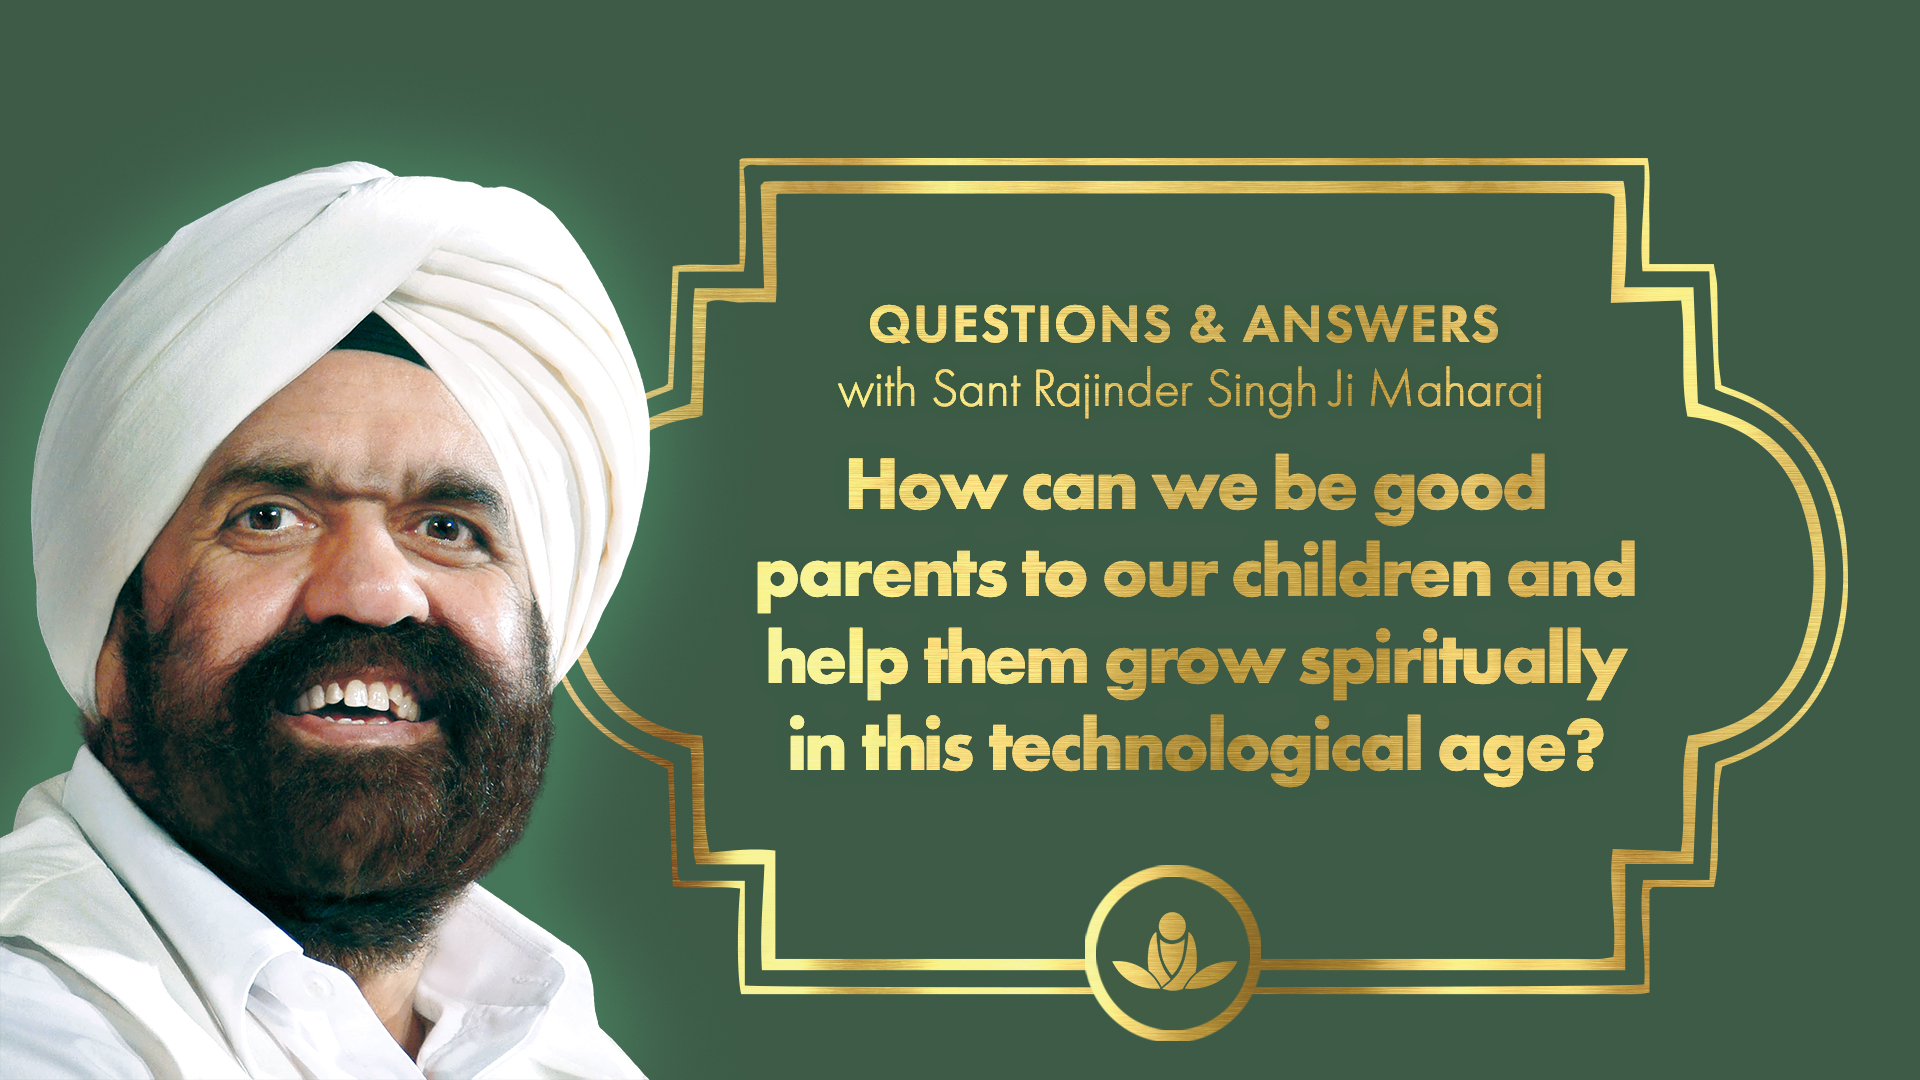 QUESTIONS & ANSWERS
with Sant Rajinder Singh Ji Maharaj
How can we be good
parents to our children and
help them grow spiritually
in this technological age?